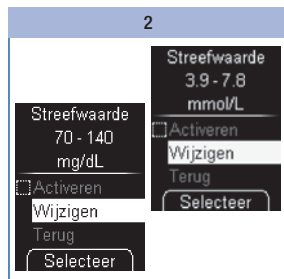 2
Streefwaarde
70 - 140
mg/dL
Activeren
Wijzigen
Terug
Selecteer
Streefwaarde
3.9 - 7.8
mmol/L
Activeren
Wijzigen
Terug
Selecteer